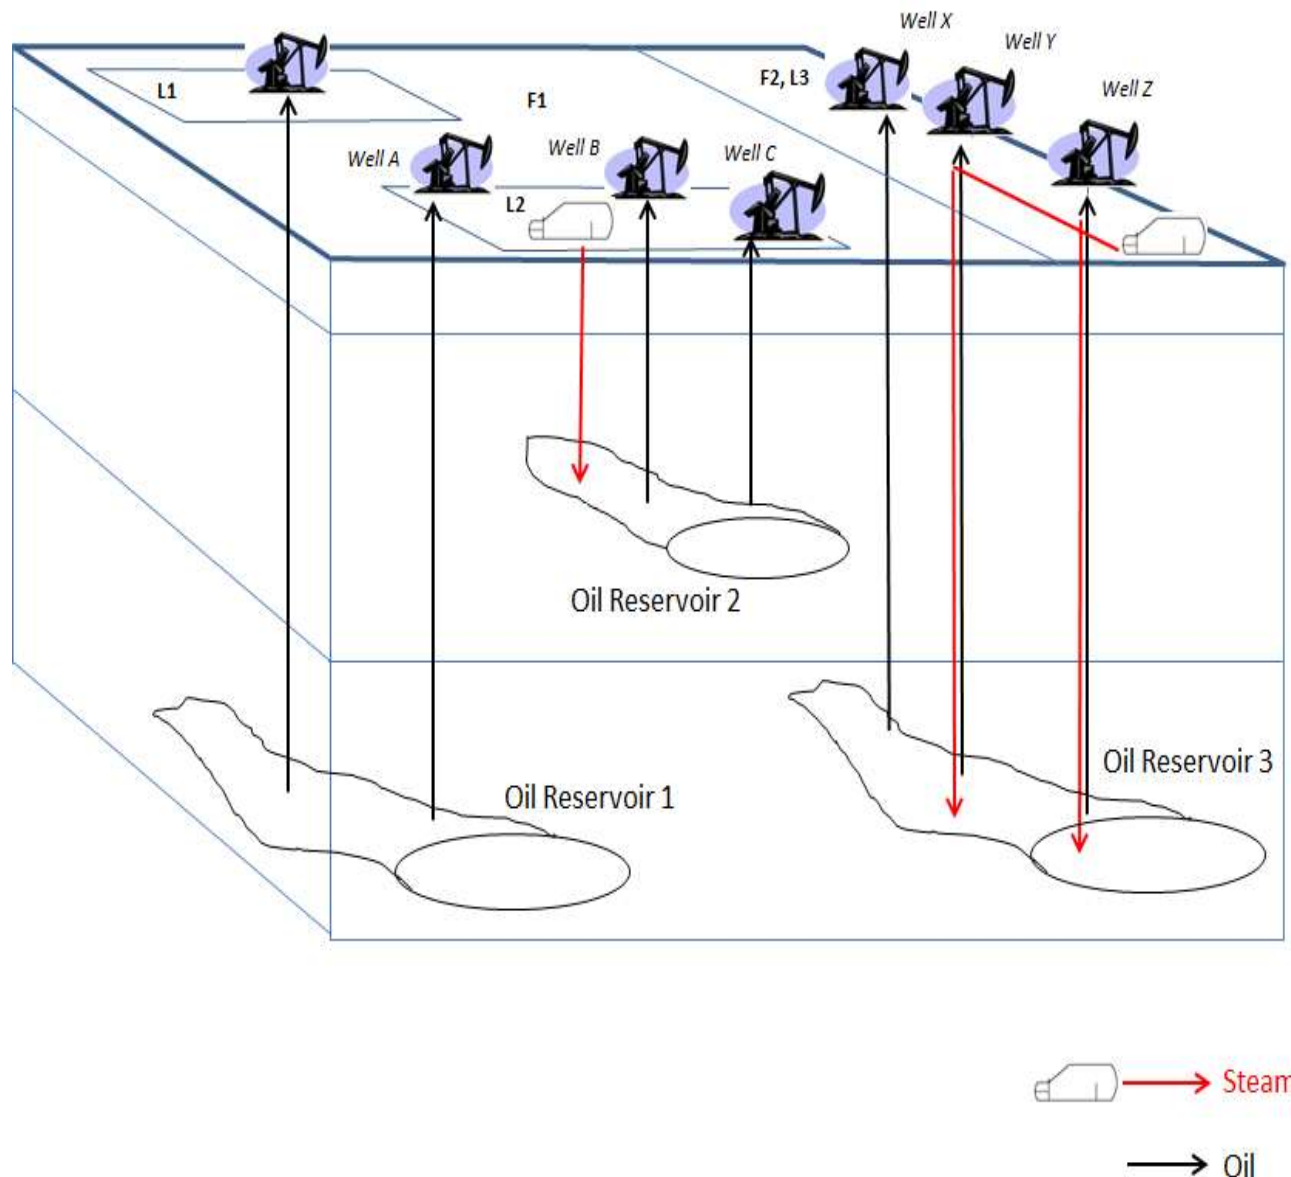 Well X
Well Y
Well Z
L1
F1
F2, L3
Well A
Well B
Well C
L2
Oil Reservoir 2
Oil Reservoir 1
Oil Reservoir 3
Steam
Oil